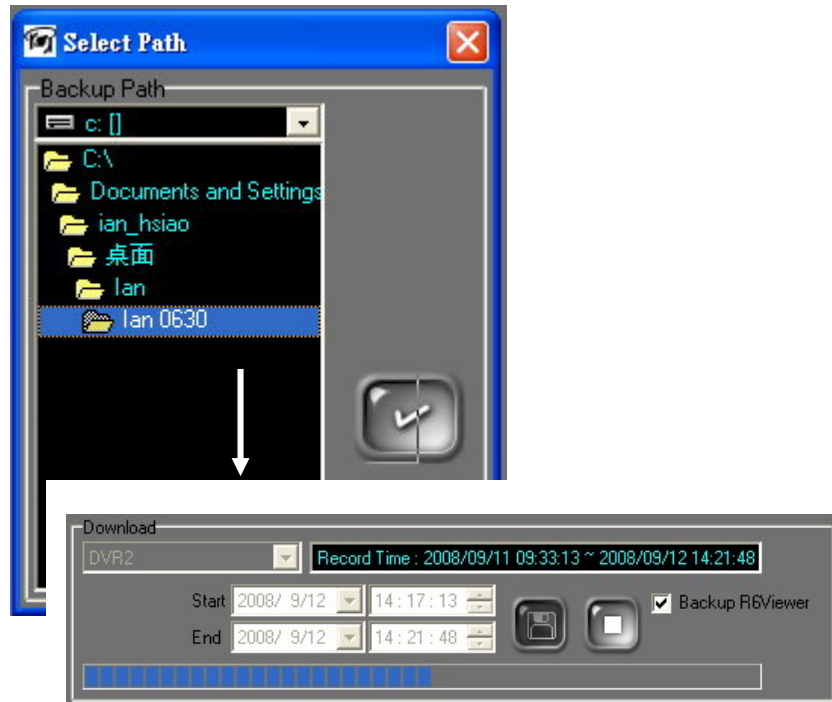 Select Path
Backup Path
c: []
C:\
Documents and Settings
ian_hsiao
桌面
Ian
Ian 0630
Download
DVR2
Record Time : 2008/09/11 09:33:13 ~ 2008/09/12 14:21:48
Start 2008/ 9/12 14 : 17 : 13
Backup R6Viewer
End 2008/ 9/12 14 : 21 : 48